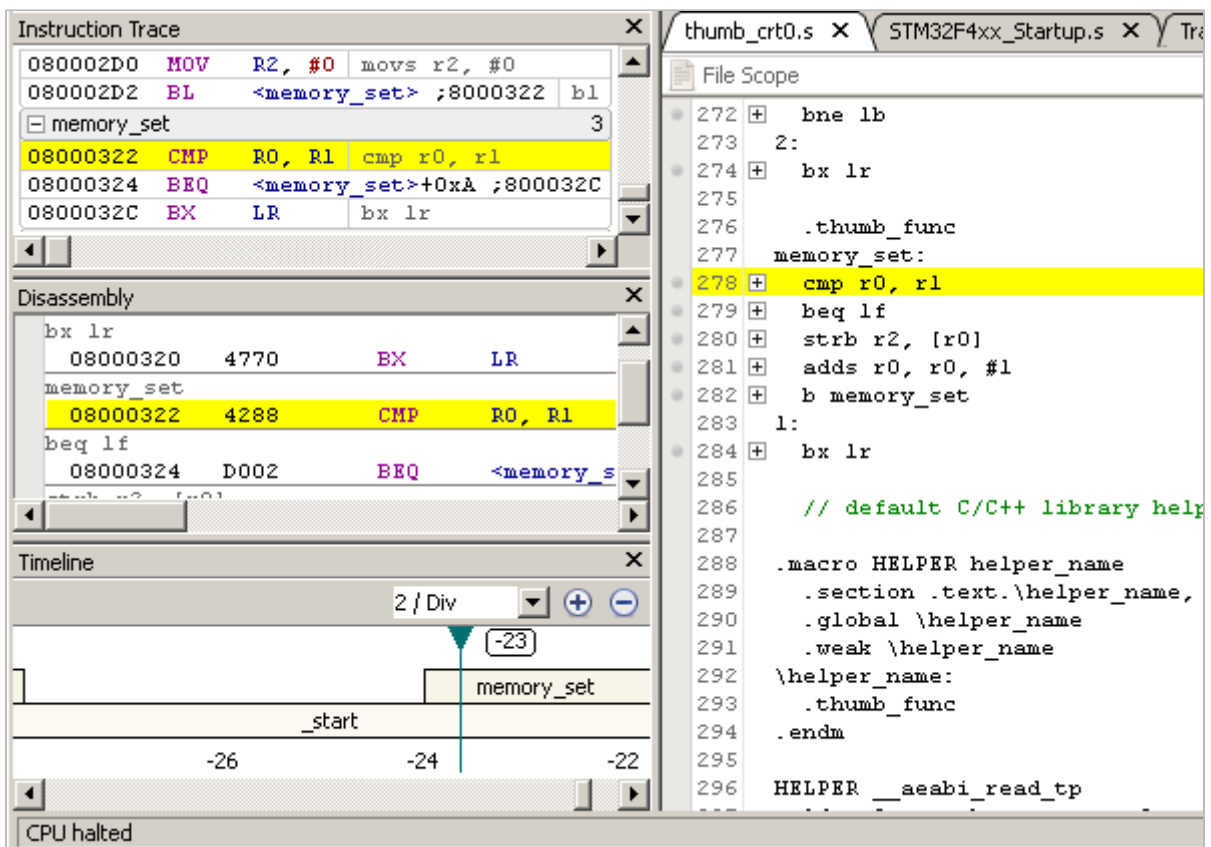 Instruction Trace
080002D0 MOV R2, #0 movs r2, #0
080002D2 BL <memory_set> ;8000322 bl
memory_set 3
08000322 CMP R0, R1 cmp r0, r1
08000324 BEQ <memory_set>+0xA ;800032C
0800032C BX LR bx lr
Disassembly
bx lr
08000320 4770 BX LR
memory_set
08000322 4288 CMP R0, R1
beq 1f
08000324 D002 BEQ <memory_s
Timeline
2 / Div
-23
memory_set
_start
-26 -24 -22
CPU halted
thumb_crt0.s STM32F4xx_Startup.s Tra
File Scope
272 bne 1b
273 2:
274 bx lr
275
276 .thumb_func
277 memory_set:
278 cmp r0, r1
279 beq 1f
280 strb r2, [r0]
281 adds r0, r0, #1
282 b memory_set
283 1:
284 bx lr
285
286 // default C/C++ library help
287
288 .macro HELPER helper_name
289 .section .text.\helper_name,
290 .global \helper_name
291 .weak \helper_name
292 \helper_name:
293 .thumb_func
294 .endm
295
296 HELPER __aeabi_read_tp